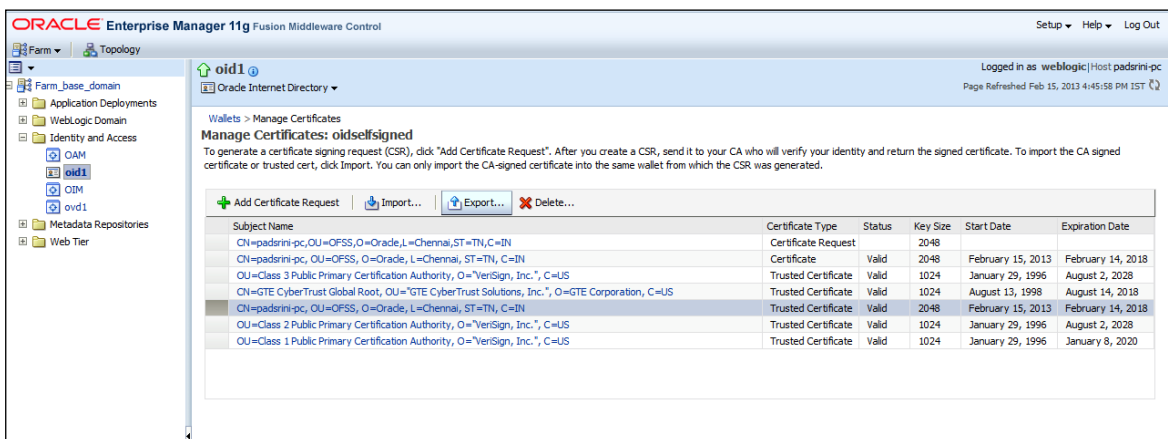 ORACLE Enterprise Manager 11g Fusion Middleware Control
Setup Help Log Out
Farm Topology
oid1
Logged in as weblogic|Host padsrini-pc
Oracle Internet Directory
Page Refreshed Feb 15, 2013 4:45:58 PM IST
Farm_base_domain
Application Deployments
WebLogic Domain
Identity and Access
OAM
oid1
OIM
ovd1
Metadata Repositories
Web Tier
Wallets > Manage Certificates
Manage Certificates: oidselfsigned
To generate a certificate signing request (CSR), click "Add Certificate Request". After you create a CSR, send it to your CA who will verify your identity and return the signed certificate. To import the CA signed
certificate or trusted cert, click Import. You can only import the CA-signed certificate into the same wallet from which the CSR was generated.
Add Certificate Request Import... Export... Delete...
Subject Name Certificate Type Status Key Size Start Date Expiration Date
CN=padsrini-pc,OU=OFSS,O=Oracle,L=Chennai,ST=TN,C=IN Certificate Request 2048
CN=padsrini-pc, OU=OFSS, O=Oracle, L=Chennai, ST=TN, C=IN Certificate Valid 2048 February 15, 2013 February 14, 2018
OU=Class 3 Public Primary Certification Authority, O="VeriSign, Inc.", C=US Trusted Certificate Valid 1024 January 29, 1996 August 2, 2028
CN=GTE CyberTrust Global Root, OU="GTE CyberTrust Solutions, Inc.", O=GTE Corporation, C=US Trusted Certificate Valid 1024 August 13, 1998 August 14, 2018
CN=padsrini-pc, OU=OFSS, O=Oracle, L=Chennai, ST=TN, C=IN Trusted Certificate Valid 2048 February 15, 2013 February 14, 2018
OU=Class 2 Public Primary Certification Authority, O="VeriSign, Inc.", C=US Trusted Certificate Valid 1024 January 29, 1996 August 2, 2028
OU=Class 1 Public Primary Certification Authority, O="VeriSign, Inc.", C=US Trusted Certificate Valid 1024 January 29, 1996 January 8, 2020